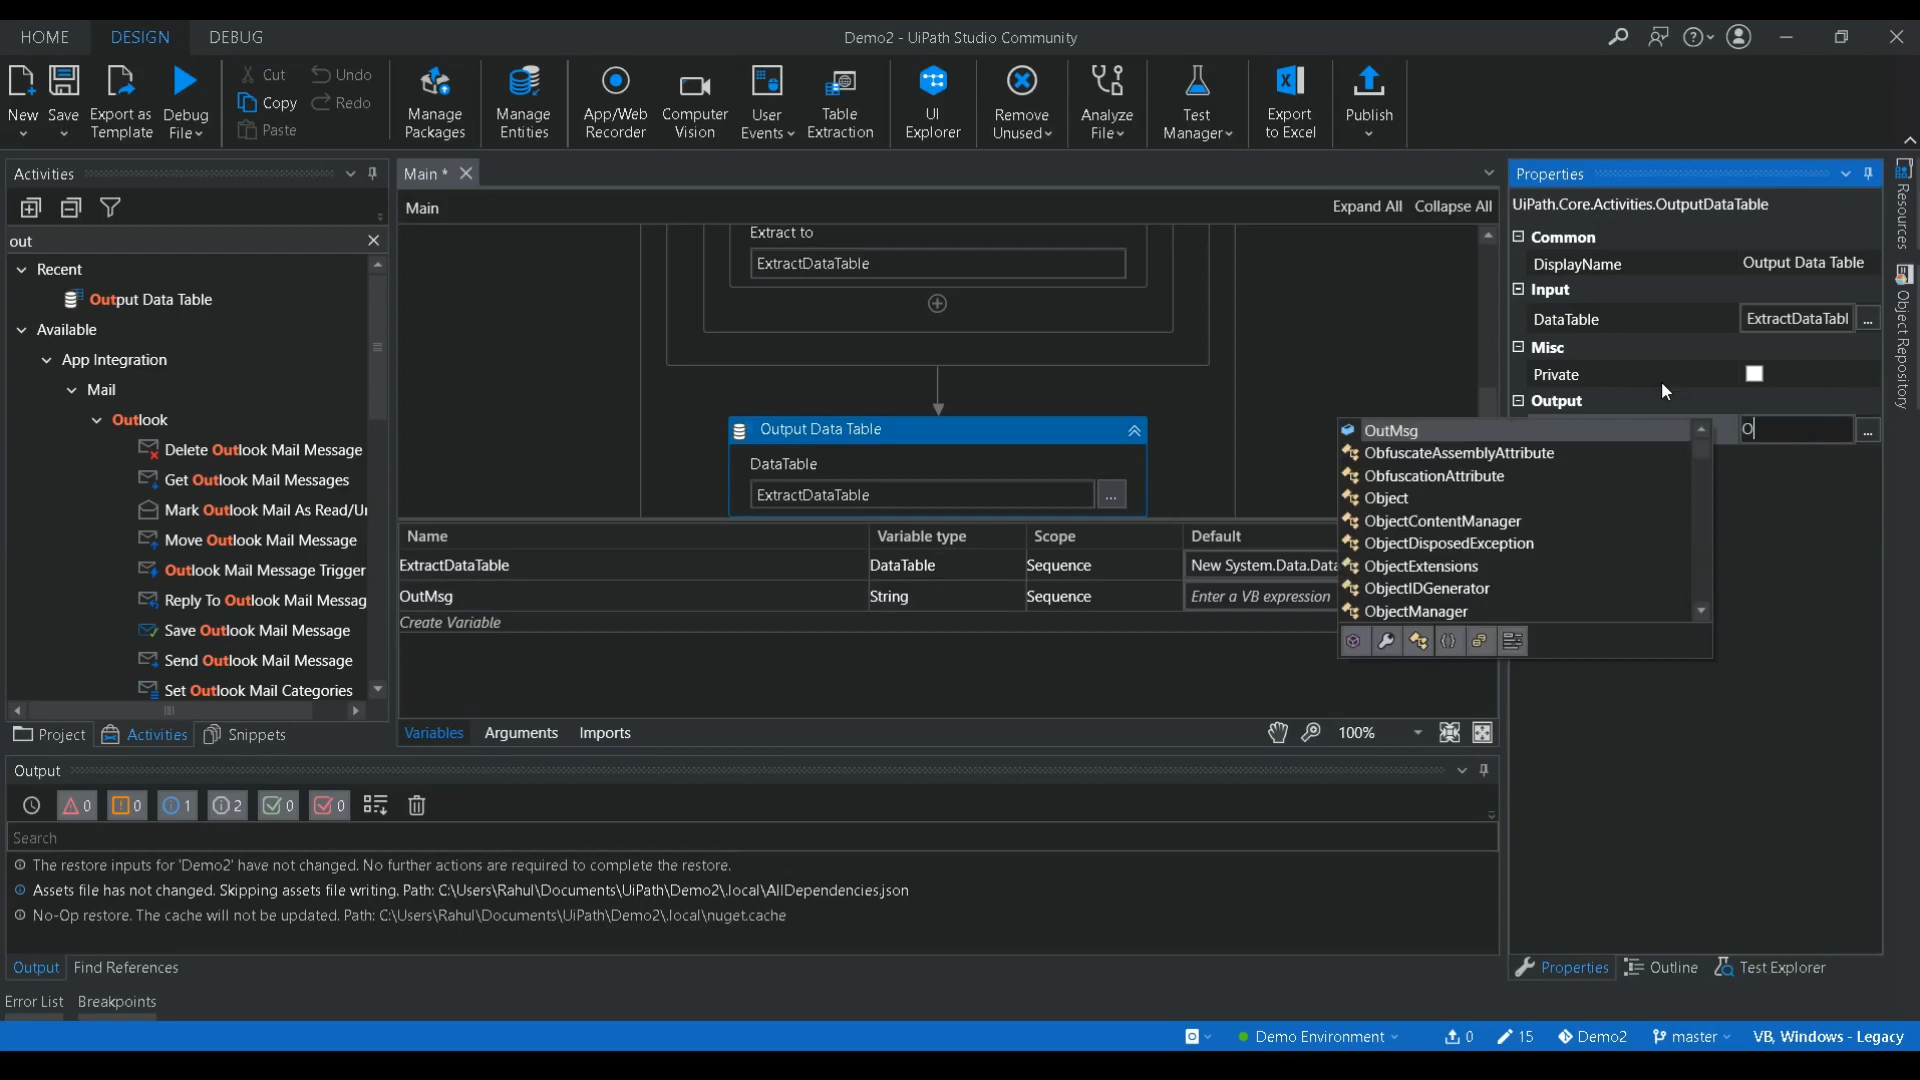 HOME DESIGN DEBUG Demo2 - UiPath Studio Community
New Save Export as Template Debug File Cut Copy Paste Undo Redo Manage Packages Manage Entities App/Web Recorder Computer Vision User Events Table Extraction UI Explorer Remove Unused Analyze File Test Manager Export to Excel Publish
Activities
out
Recent
Output Data Table
Available
App Integration
Mail
Outlook
Delete Outlook Mail Message
Get Outlook Mail Messages
Mark Outlook Mail As Read/Ur
Move Outlook Mail Message
Outlook Mail Message Trigger
Reply To Outlook Mail Messag
Save Outlook Mail Message
Send Outlook Mail Message
Set Outlook Mail Categories
Project Activities Snippets
Main *
Main Expand All Collapse All
Extract to
ExtractDataTable
Output Data Table
DataTable
ExtractDataTable ...
Name Variable type Scope Default
ExtractDataTable DataTable Sequence New System.Data.Data
OutMsg String Sequence Enter a VB expression
Create Variable
Variables Arguments Imports 100%
OutMsg
ObfuscateAssemblyAttribute
ObfuscationAttribute
Object
ObjectContentManager
ObjectDisposedException
ObjectExtensions
ObjectIDGenerator
ObjectManager
Properties
UiPath.Core.Activities.OutputDataTable
Common
DisplayName Output Data Table
Input
DataTable ExtractDataTabl ...
Misc
Private
Output
O ...
Resources
Object Repository
Output
0 0 1 2 0 0
Search
The restore inputs for 'Demo2' have not changed. No further actions are required to complete the restore.
Assets file has not changed. Skipping assets file writing. Path: C:\Users\Rahul\Documents\UiPath\Demo2\.local\AllDependencies.json
No-Op restore. The cache will not be updated. Path: C:\Users\Rahul\Documents\UiPath\Demo2\.local\nuget.cache
Output Find References
Properties Outline Test Explorer
Error List Breakpoints
Demo Environment 0 15 Demo2 master VB, Windows - Legacy